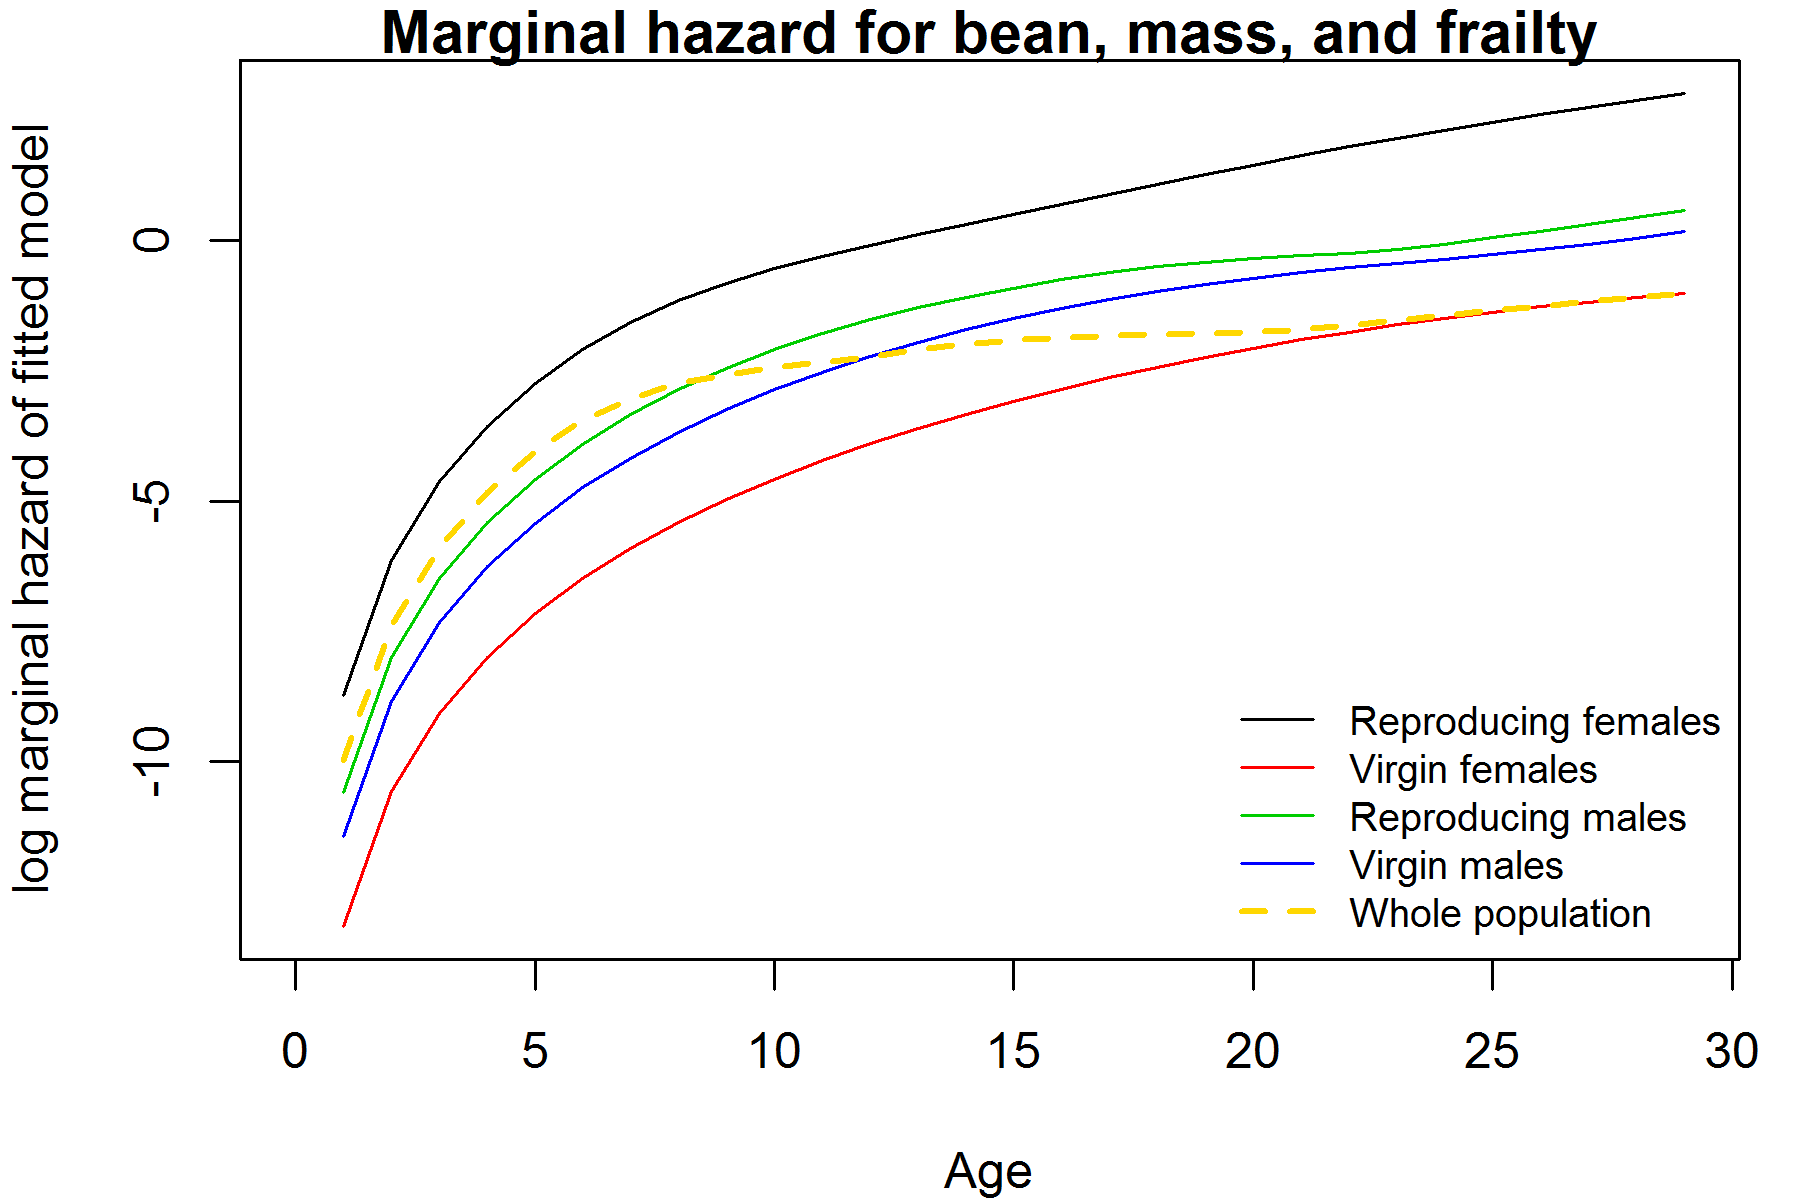 Marginal hazard for bean, mass, and frailty
log marginal hazard of fitted model
0
-5
-10
Reproducing females
Virgin females
Reproducing males
Virgin males
Whole population
0 5 10 15 20 25 30
Age